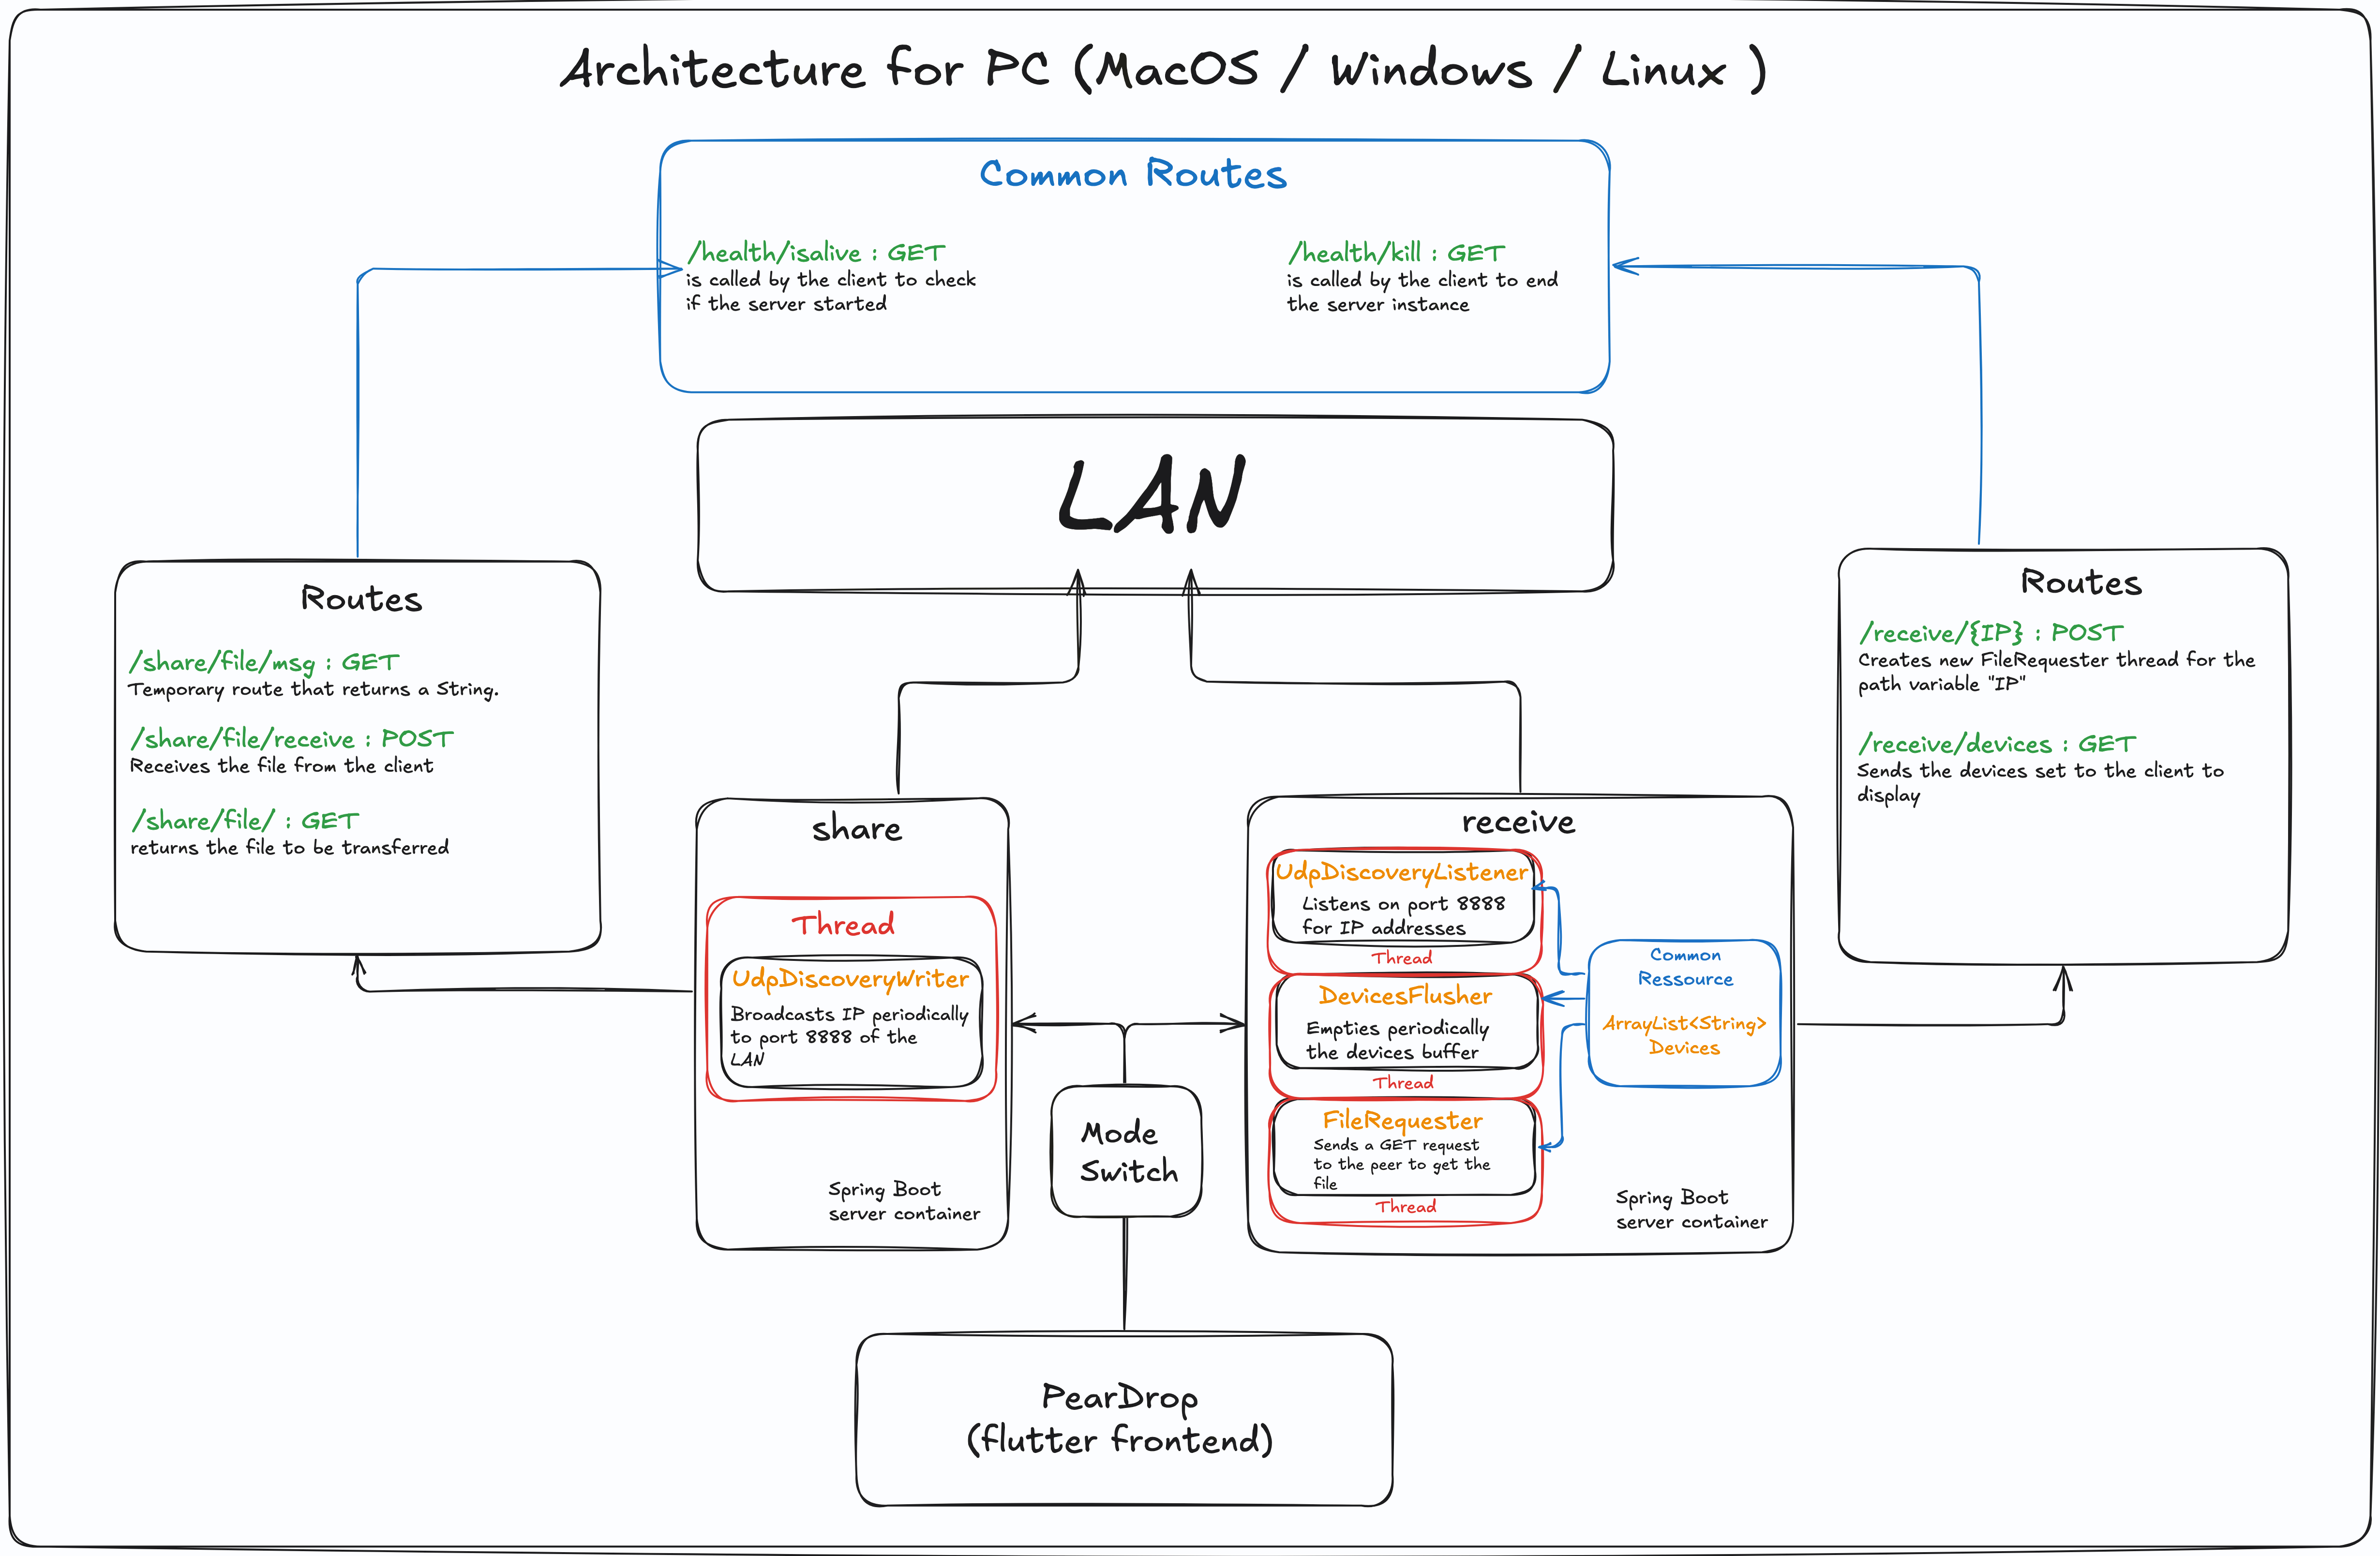 Architecture for PC (MacOS / Windows / Linux )
Common Routes
/health/isalive : GET
is called by the client to check
if the server started
/health/kill : GET
is called by the client to end
the server instance
LAN
Routes
/share/file/msg : GET
Temporary route that returns a String.
/share/file/receive : POST
Receives the file from the client
/share/file/ : GET
returns the file to be transferred
Routes
/receive/{IP} : POST
Creates new FileRequester thread for the
path variable "IP"
/receive/devices : GET
Sends the devices set to the client to
display
share
Thread
UdpDiscoveryWriter
Broadcasts IP periodically
to port 8888 of the
LAN
Spring Boot
server container
Mode
Switch
receive
UdpDiscoveryListener
Listens on port 8888
for IP addresses
Thread
DevicesFlusher
Empties periodically
the devices buffer
Thread
FileRequester
Sends a GET request
to the peer to get the
file
Thread
Common
Ressource
ArrayList<String>
Devices
Spring Boot
server container
PearDrop
(flutter frontend)